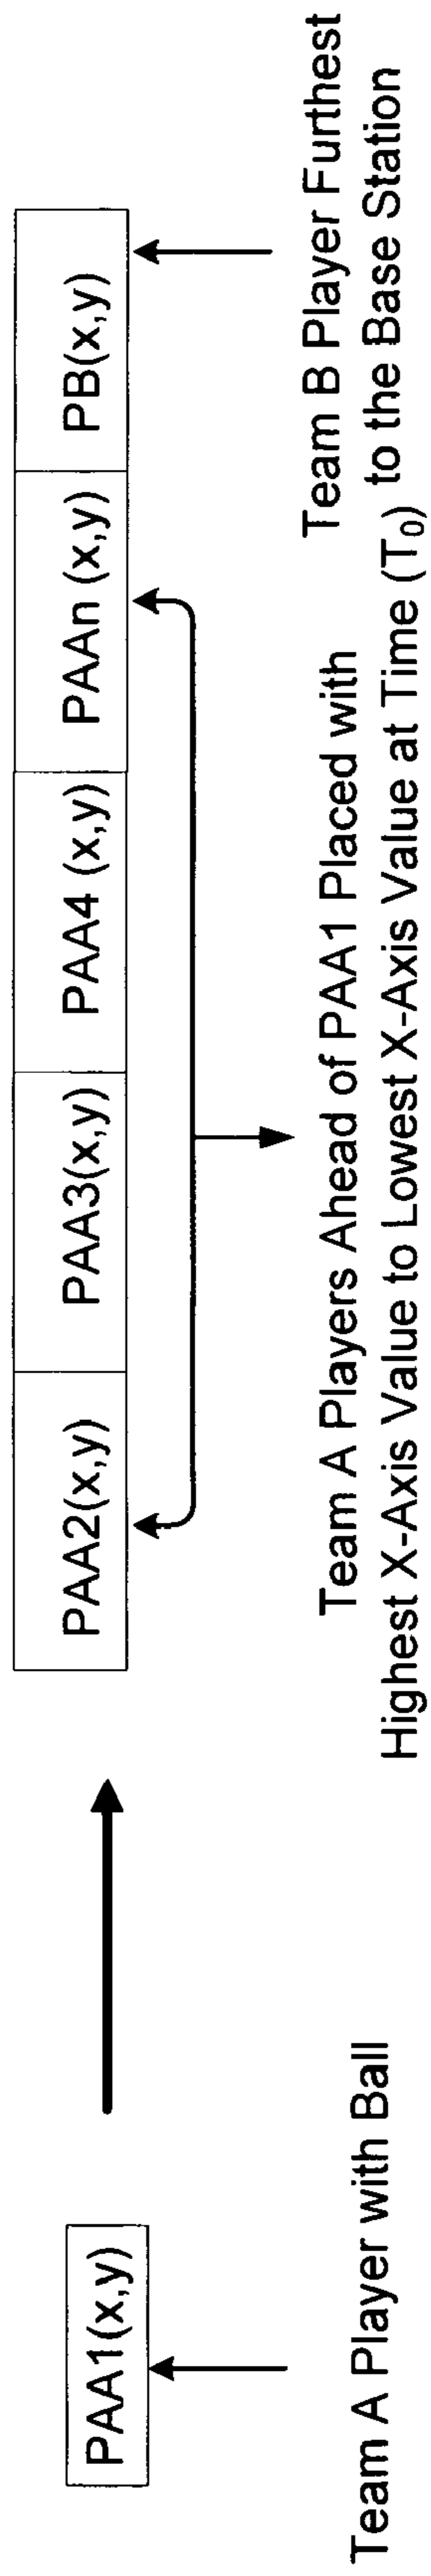 PAA1(x,y)
PAA2(x,y)
PAA3(x,y)
PAA4 (x,y)
PAAn (x,y)
PB(x,y)
Team A Player with Ball
Team A Players Ahead of PAA1 Placed with
Highest X-Axis Value to Lowest X-Axis Value at Time (T₀)
Team B Player Furthest
to the Base Station